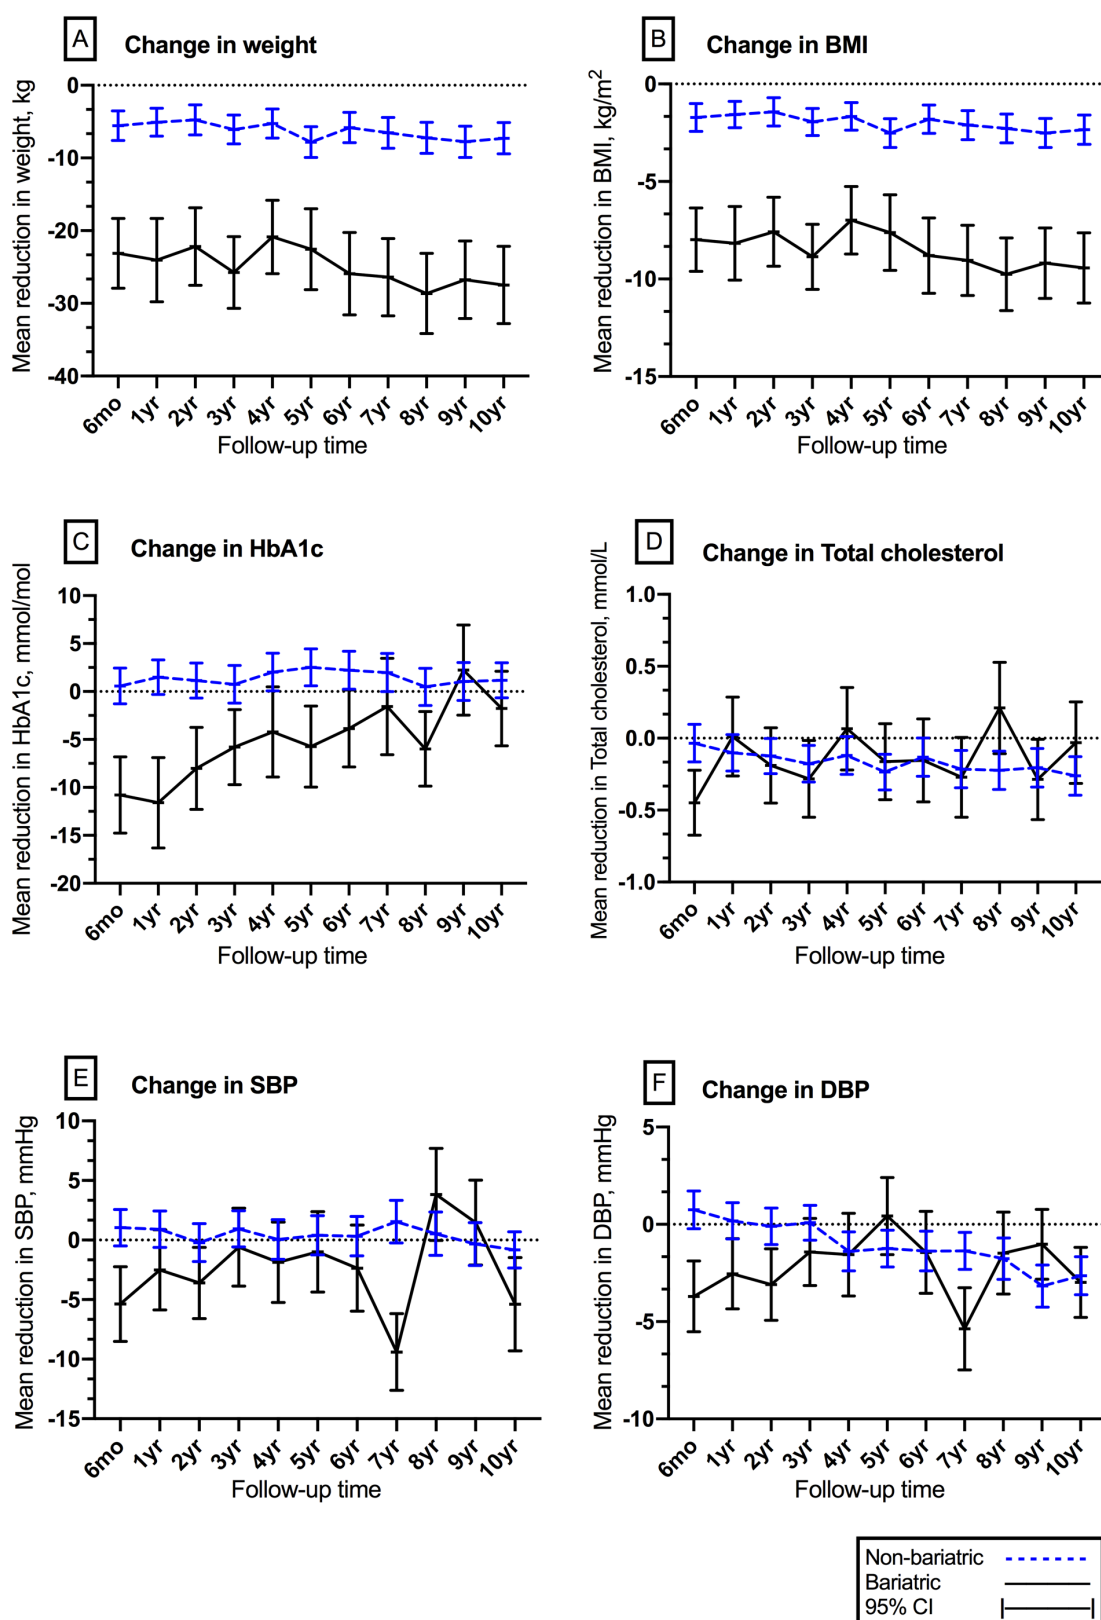 A Change in weight
Mean reduction in weight, kg
0
-10
-20
-30
-40
6mo 1yr 2yr 3yr 4yr 5yr 6yr 7yr 8yr 9yr 10yr
Follow-up time
B Change in BMI
Mean reduction in BMI, kg/m²
0
-5
-10
-15
6mo 1yr 2yr 3yr 4yr 5yr 6yr 7yr 8yr 9yr 10yr
Follow-up time
C Change in HbA1c
Mean reduction in HbA1c, mmol/mol
10
5
0
-5
-10
-15
-20
6mo 1yr 2yr 3yr 4yr 5yr 6yr 7yr 8yr 9yr 10yr
Follow-up time
D Change in Total cholesterol
Mean reduction in Total cholesterol, mmol/L
1.0
0.5
0.0
-0.5
-1.0
6mo 1yr 2yr 3yr 4yr 5yr 6yr 7yr 8yr 9yr 10yr
Follow-up time
E Change in SBP
Mean reduction in SBP, mmHg
10
5
0
-5
-10
-15
6mo 1yr 2yr 3yr 4yr 5yr 6yr 7yr 8yr 9yr 10yr
Follow-up time
F Change in DBP
Mean reduction in DBP, mmHg
5
0
-5
-10
6mo 1yr 2yr 3yr 4yr 5yr 6yr 7yr 8yr 9yr 10yr
Follow-up time
Non-bariatric
Bariatric
95% CI